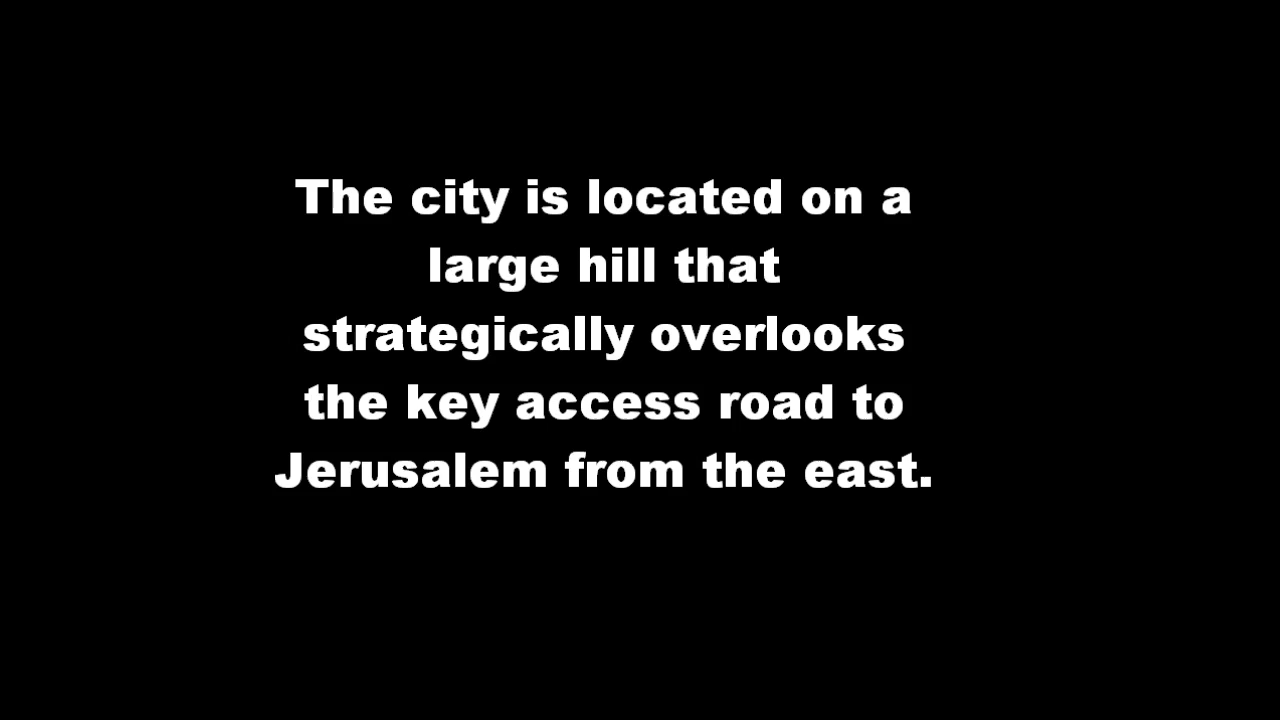 The city is located on a
large hill that
strategically overlooks
the key access road to
Jerusalem from the east.